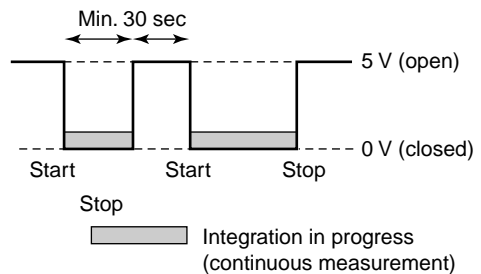 Min. 30 sec
5 V (open)
0 V (closed)
Start
Start
Stop
Stop
Integration in progress
(continuous measurement)